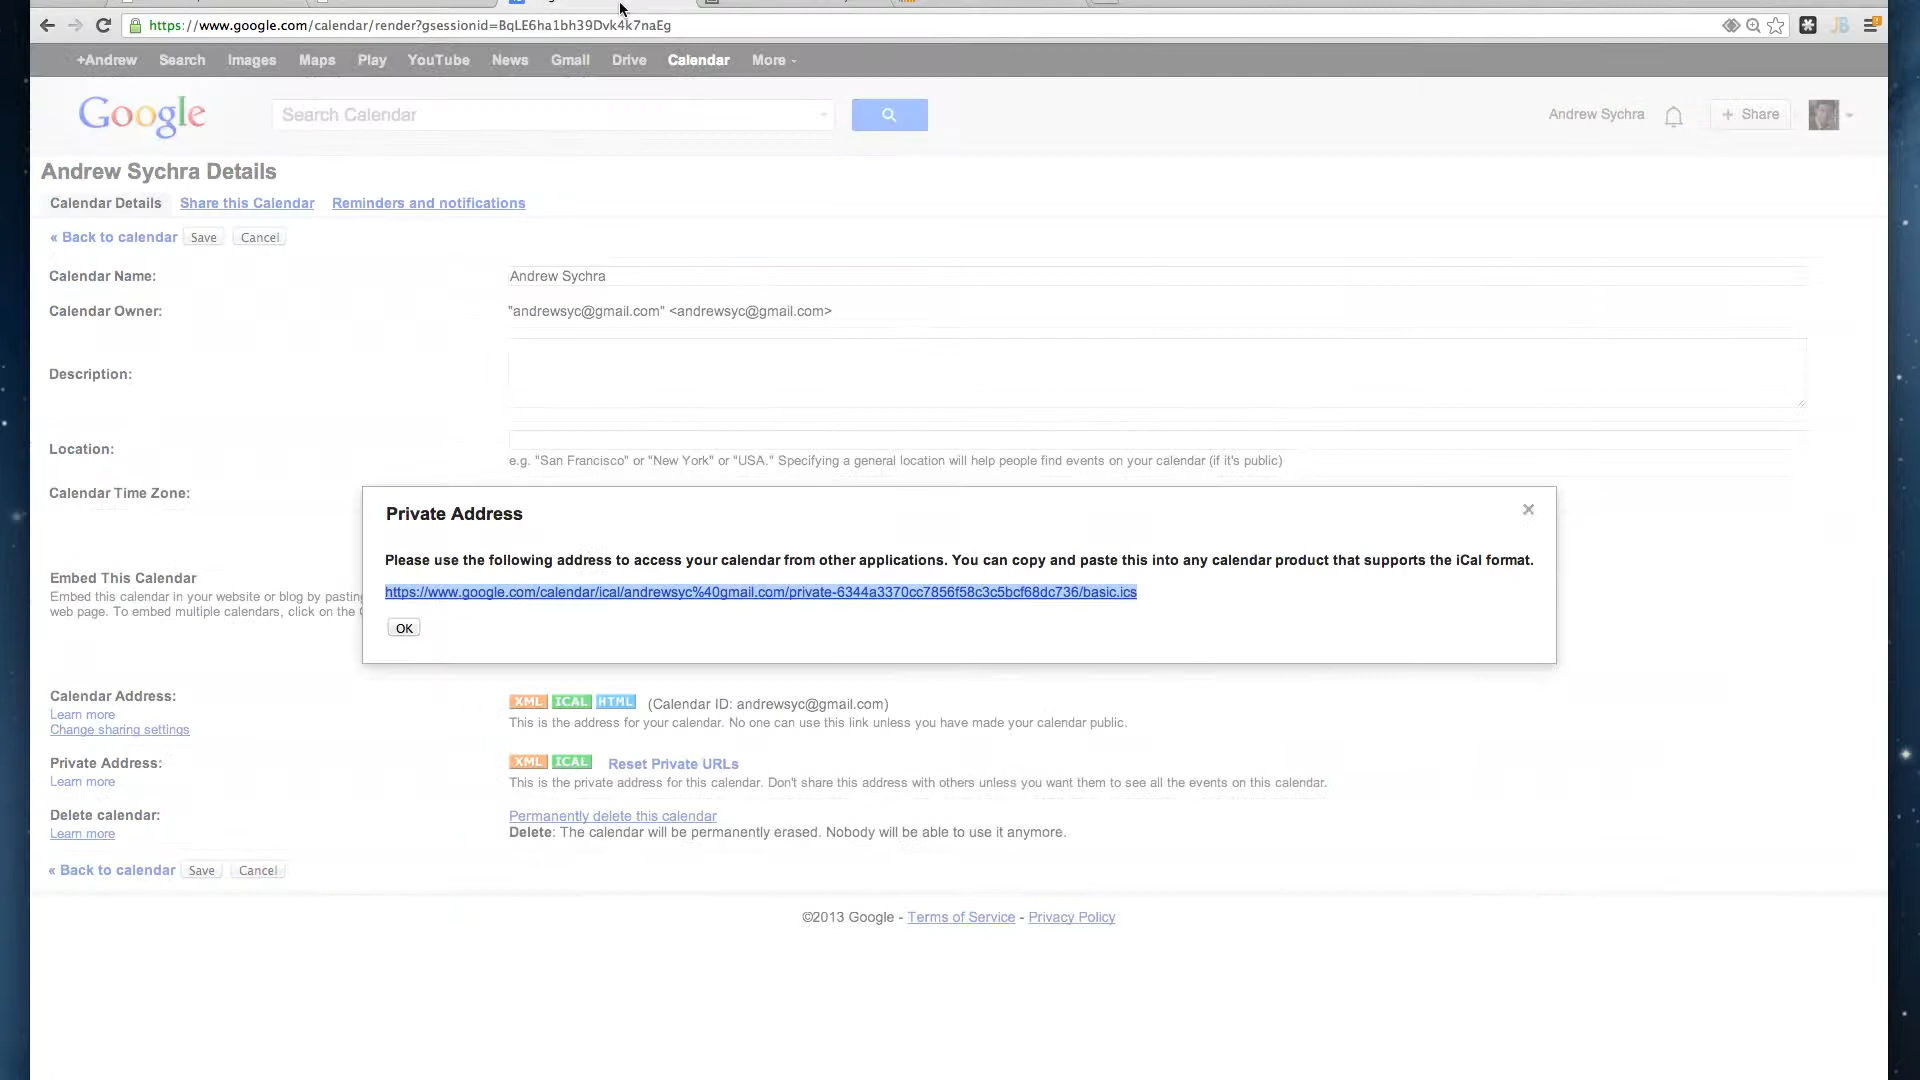 https://www.google.com/calendar/render?gsessionid=BqLE6ha1bh39Dvk4k7naEg
JB
+Andrew Search Images Maps Play YouTube News Gmail Drive Calendar More
Google Search Calendar Andrew Sychra + Share
Andrew Sychra Details
Calendar Details Share this Calendar Reminders and notifications
« Back to calendar Save Cancel
Calendar Name: Andrew Sychra
Calendar Owner: "andrewsyc@gmail.com" <andrewsyc@gmail.com>
Description:
Location:
e.g. "San Francisco" or "New York" or "USA." Specifying a general location will help people find events on your calendar (if it's public)
Calendar Time Zone:
Private Address
Please use the following address to access your calendar from other applications. You can copy and paste this into any calendar product that supports the iCal format.
https://www.google.com/calendar/ical/andrewsyc%40gmail.com/private-6344a3370cc7856f58c3c5bcf68dc736/basic.ics
OK
Embed This Calendar
Embed this calendar in your website or blog by pasting
web page. To embed multiple calendars, click on the
Calendar Address: XML ICAL HTML (Calendar ID: andrewsyc@gmail.com)
Learn more This is the address for your calendar. No one can use this link unless you have made your calendar public.
Change sharing settings
Private Address: XML ICAL Reset Private URLs
Learn more This is the private address for this calendar. Don't share this address with others unless you want them to see all the events on this calendar.
Delete calendar: Permanently delete this calendar
Learn more Delete: The calendar will be permanently erased. Nobody will be able to use it anymore.
« Back to calendar Save Cancel
©2013 Google - Terms of Service - Privacy Policy